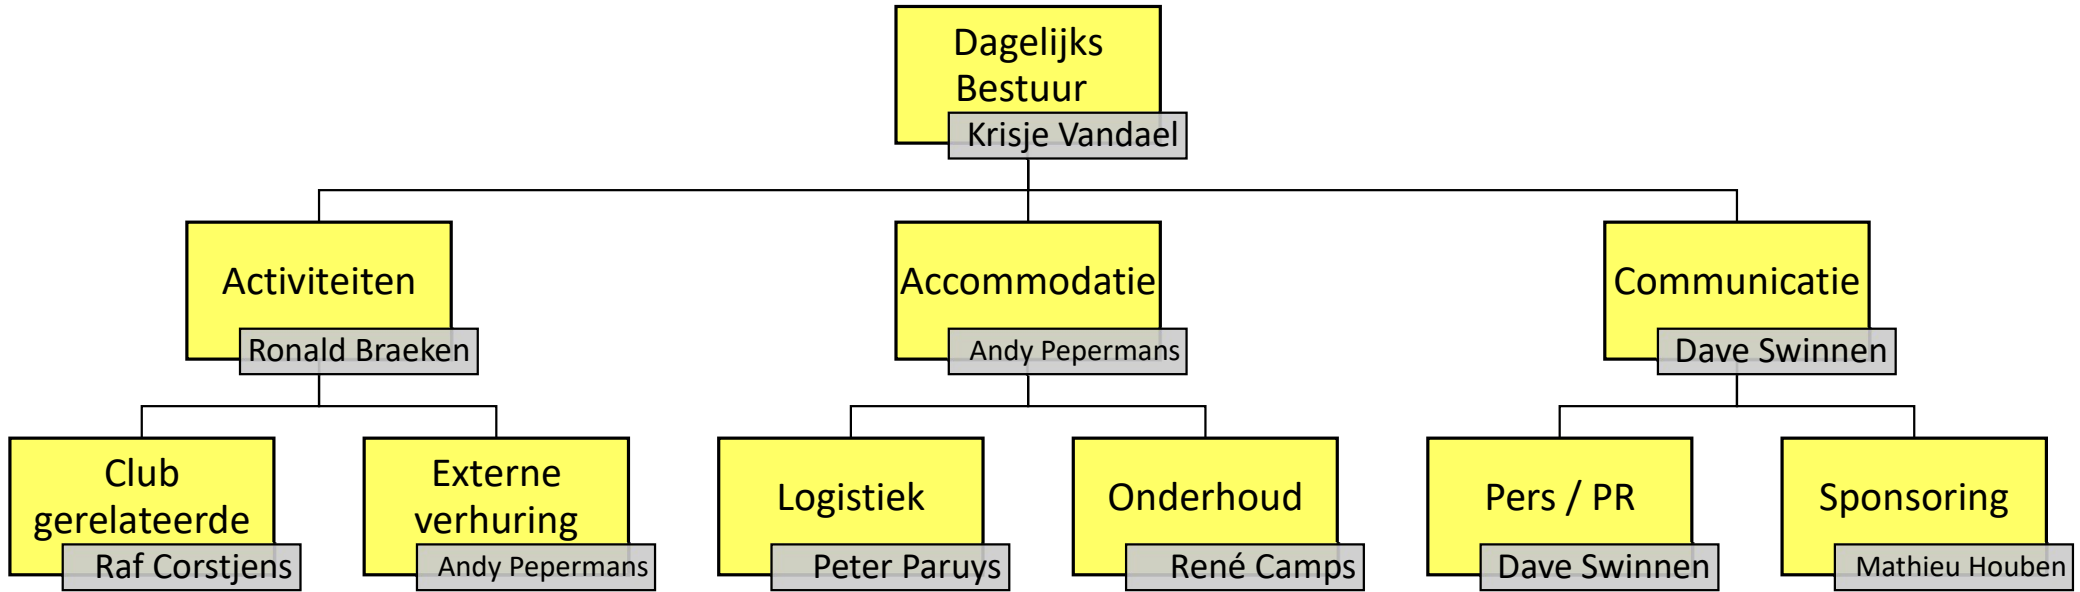 Dagelijks
Bestuur
Krisje Vandael
Activiteiten
Ronald Braeken
Accommodatie
Andy Pepermans
Communicatie
Dave Swinnen
Club
gerelateerde
Raf Corstjens
Externe
verhuring
Andy Pepermans
Logistiek
Peter Paruys
Onderhoud
René Camps
Pers / PR
Dave Swinnen
Sponsoring
Mathieu Houben